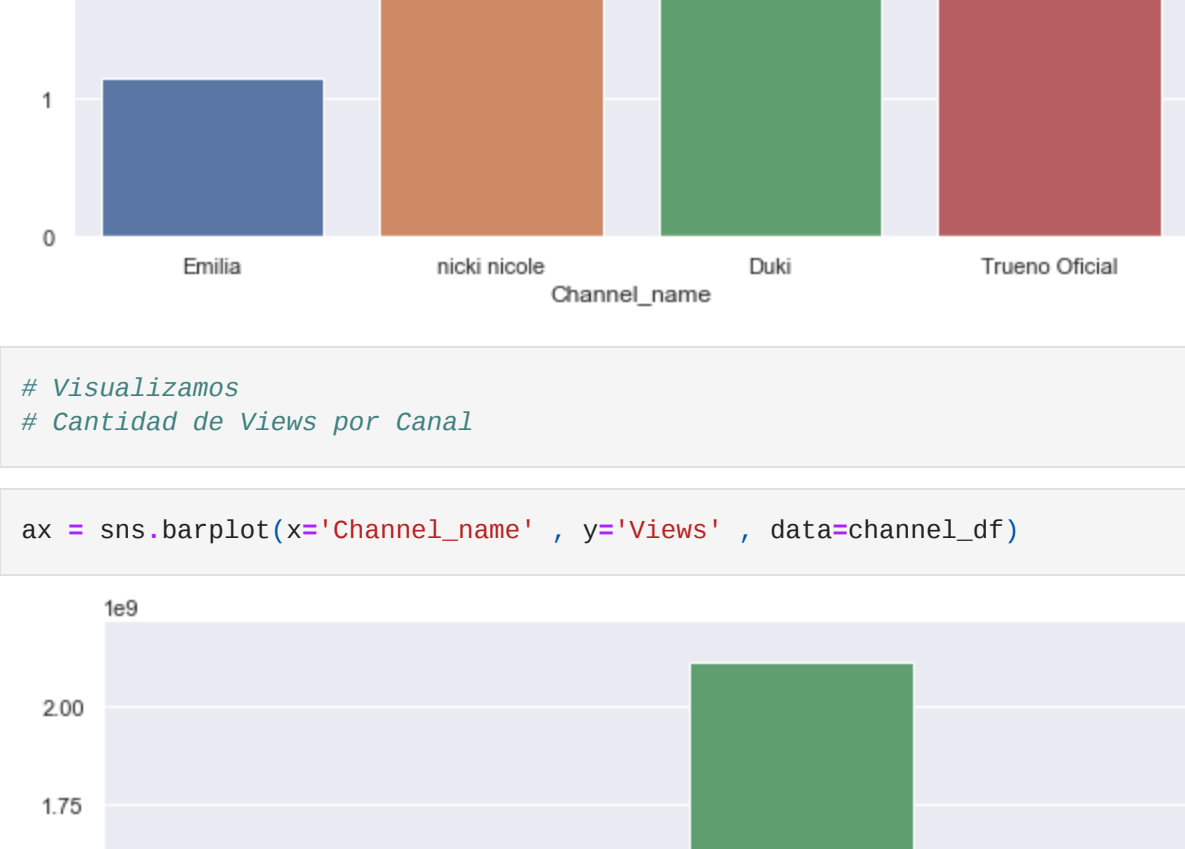 1
0
Emilia nicki nicole Duki Trueno Oficial
Channel_name
# Visualizamos
# Cantidad de Views por Canal
ax = sns.barplot(x='Channel_name' , y='Views' , data=channel_df)
1e9
2.00
1.75